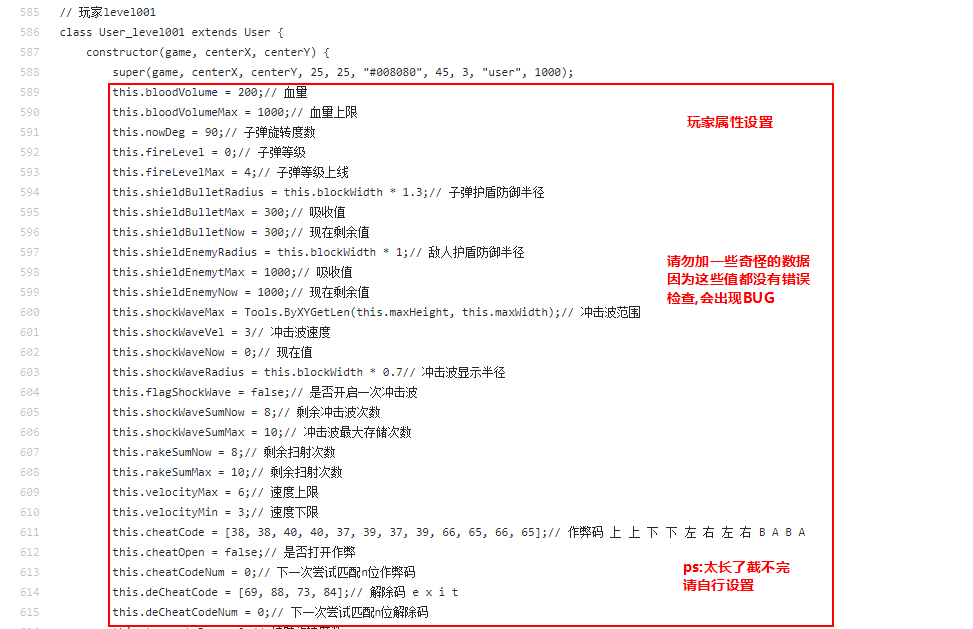 585 // 玩家level001
586 class User_level001 extends User {
587 constructor(game, centerX, centerY) {
588 super(game, centerX, centerY, 25, 25, "#008080", 45, 3, "user", 1000);
589 this.bloodVolume = 200;// 血量
590 this.bloodVolumeMax = 1000;// 血量上限
591 this.nowDeg = 90;// 子弹旋转度数
592 this.fireLevel = 0;// 子弹等级
593 this.fireLevelMax = 4;// 子弹等级上线
594 this.shieldBulletRadius = this.blockWidth * 1.3;// 子弹护盾防御半径
595 this.shieldBulletMax = 300;// 吸收值
596 this.shieldBulletNow = 300;// 现在剩余值
597 this.shieldEnemyRadius = this.blockWidth * 1;// 敌人护盾防御半径
598 this.shieldEnemytMax = 1000;// 吸收值
599 this.shieldEnemyNow = 1000;// 现在剩余值
600 this.shockWaveMax = Tools.ByXYGetLen(this.maxHeight, this.maxWidth);// 冲击波范围
601 this.shockWaveVel = 3// 冲击波速度
602 this.shockWaveNow = 0;// 现在值
603 this.shockWaveRadius = this.blockWidth * 0.7// 冲击波显示半径
604 this.flagShockWave = false;// 是否开启一次冲击波
605 this.shockWaveSumNow = 8;// 剩余冲击波次数
606 this.shockWaveSumMax = 10;// 冲击波最大存储次数
607 this.rakeSumNow = 8;// 剩余扫射次数
608 this.rakeSumMax = 10;// 剩余扫射次数
609 this.velocityMax = 6;// 速度上限
610 this.velocityMin = 3;// 速度下限
611 this.cheatCode = [38, 38, 40, 40, 37, 39, 37, 39, 66, 65, 66, 65];// 作弊码 上 上 下 下 左 右 左 右 B A B A
612 this.cheatOpen = false;// 是否打开作弊
613 this.cheatCodeNum = 0;// 下一次尝试匹配n位作弊码
614 this.deCheatCode = [69, 88, 73, 84];// 解除码 e x i t
615 this.deCheatCodeNum = 0;// 下一次尝试匹配n位解除码
玩家属性设置
请勿加一些奇怪的数据
因为这些值都没有错误
检查,会出现BUG
ps:太长了截不完
请自行设置